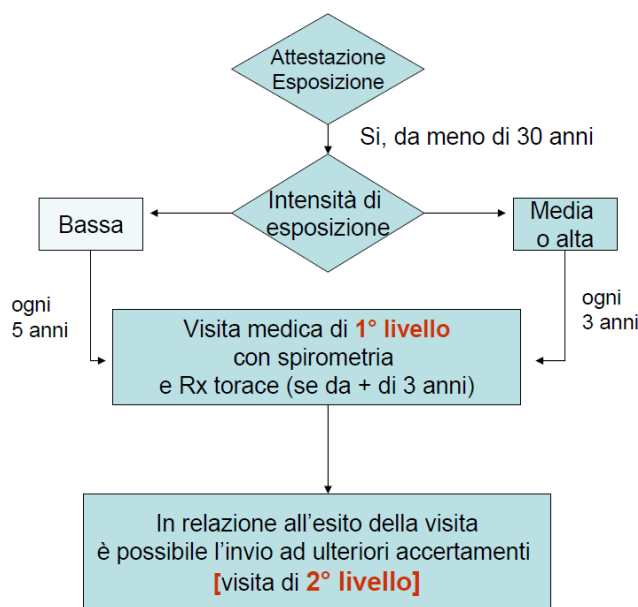 Attestazione
Esposizione
Si, da meno di 30 anni
Intensità di
esposizione
Bassa
Media
o alta
ogni
5 anni
ogni
3 anni
Visita medica di 1° livello
con spirometria
e Rx torace (se da + di 3 anni)
In relazione all'esito della visita
è possibile l'invio ad ulteriori accertamenti
[visita di 2° livello]